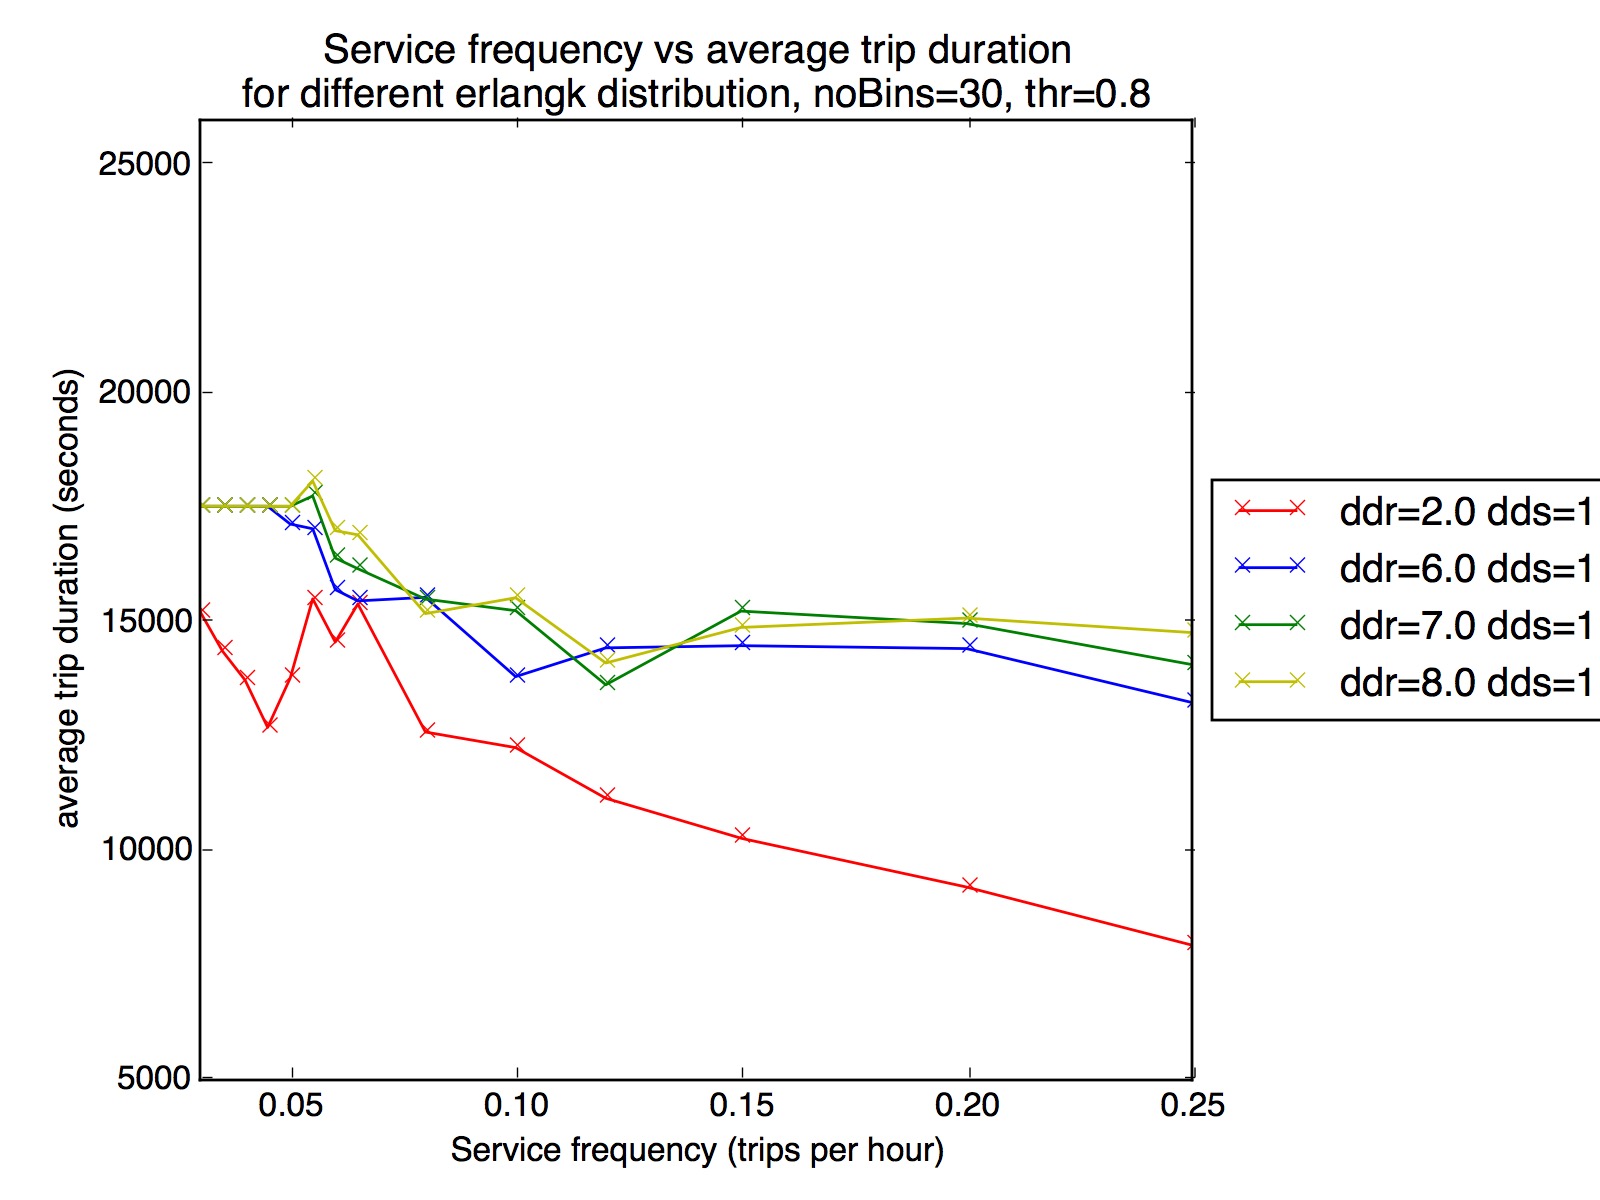 Service frequency vs average trip duration
for different erlangk distribution, noBins=30, thr=0.8
25000
20000
15000
10000
5000
average trip duration (seconds)
0.05 0.10 0.15 0.20 0.25
Service frequency (trips per hour)
ddr=2.0 dds=1
ddr=6.0 dds=1
ddr=7.0 dds=1
ddr=8.0 dds=1